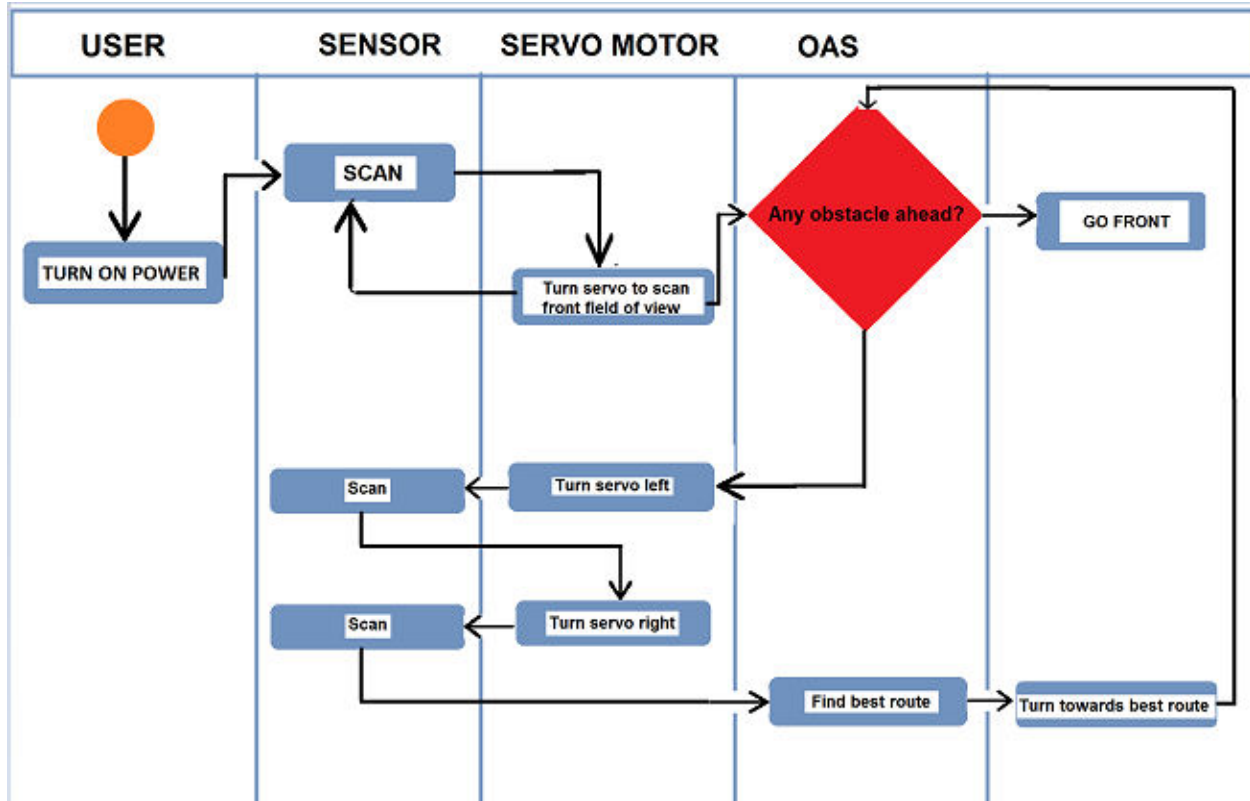 USER
SENSOR
SERVO MOTOR
OAS
SCAN
Any obstacle ahead?
GO FRONT
TURN ON POWER
Turn servo to scan
front field of view
Scan
Turn servo left
Scan
Turn servo right
Find best route
Turn towards best route